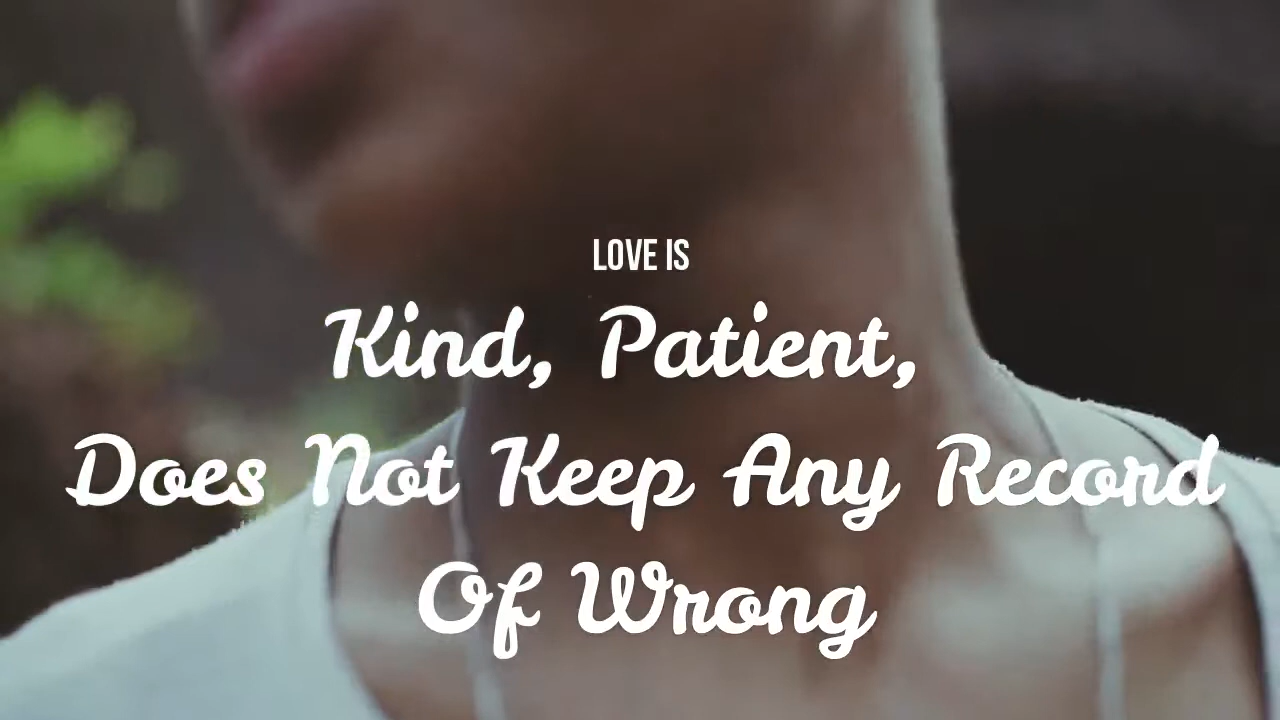 LOVE IS
Kind, Patient,
Does Not Keep Any Record
Of Wrong